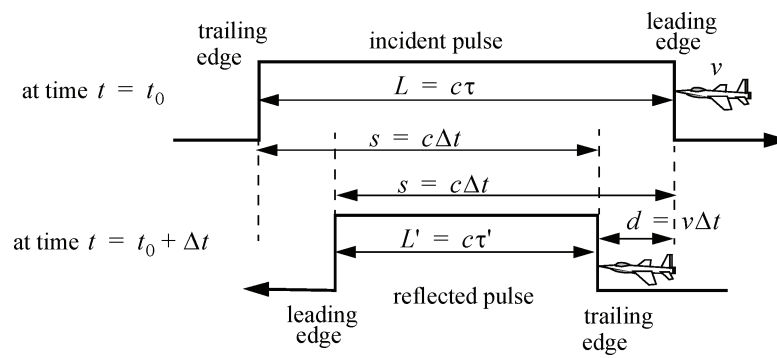 trailing edge
incident pulse
leading edge
v
at time t = t₀
L = cτ
s = cΔt
s = cΔt
at time t = t₀ + Δt
d = vΔt
L' = cτ'
leading edge
reflected pulse
trailing edge